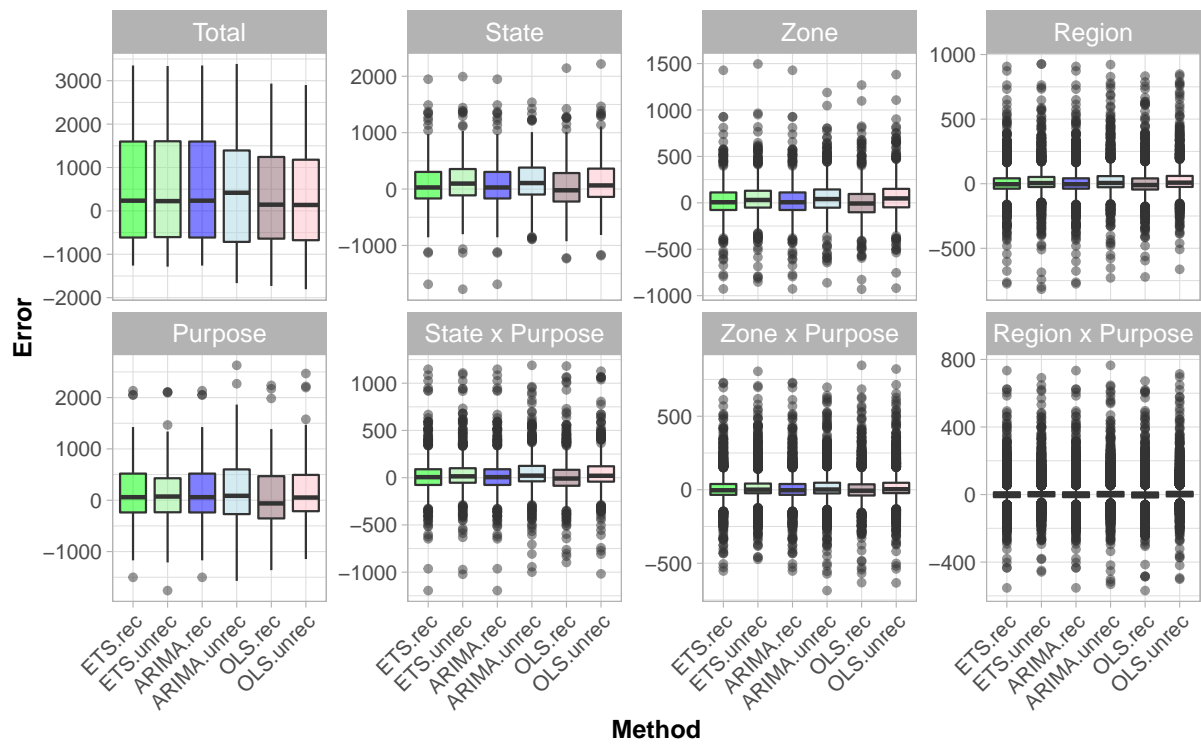 Total
State
Zone
Region
3000
2000
1000
0
−1000
−2000
2000
1000
0
−1000
1500
1000
500
0
−500
−1000
1000
500
0
−500
Error
Purpose
State x Purpose
Zone x Purpose
Region x Purpose
2000
1000
0
−1000
1000
500
0
−500
−1000
500
0
−500
800
400
0
−400
ETS.rec
ETS.unrec
ARIMA.rec
ARIMA.unrec
OLS.rec
OLS.unrec
ETS.rec
ETS.unrec
ARIMA.rec
ARIMA.unrec
OLS.rec
OLS.unrec
ETS.rec
ETS.unrec
ARIMA.rec
ARIMA.unrec
OLS.rec
OLS.unrec
ETS.rec
ETS.unrec
ARIMA.rec
ARIMA.unrec
OLS.rec
OLS.unrec
Method